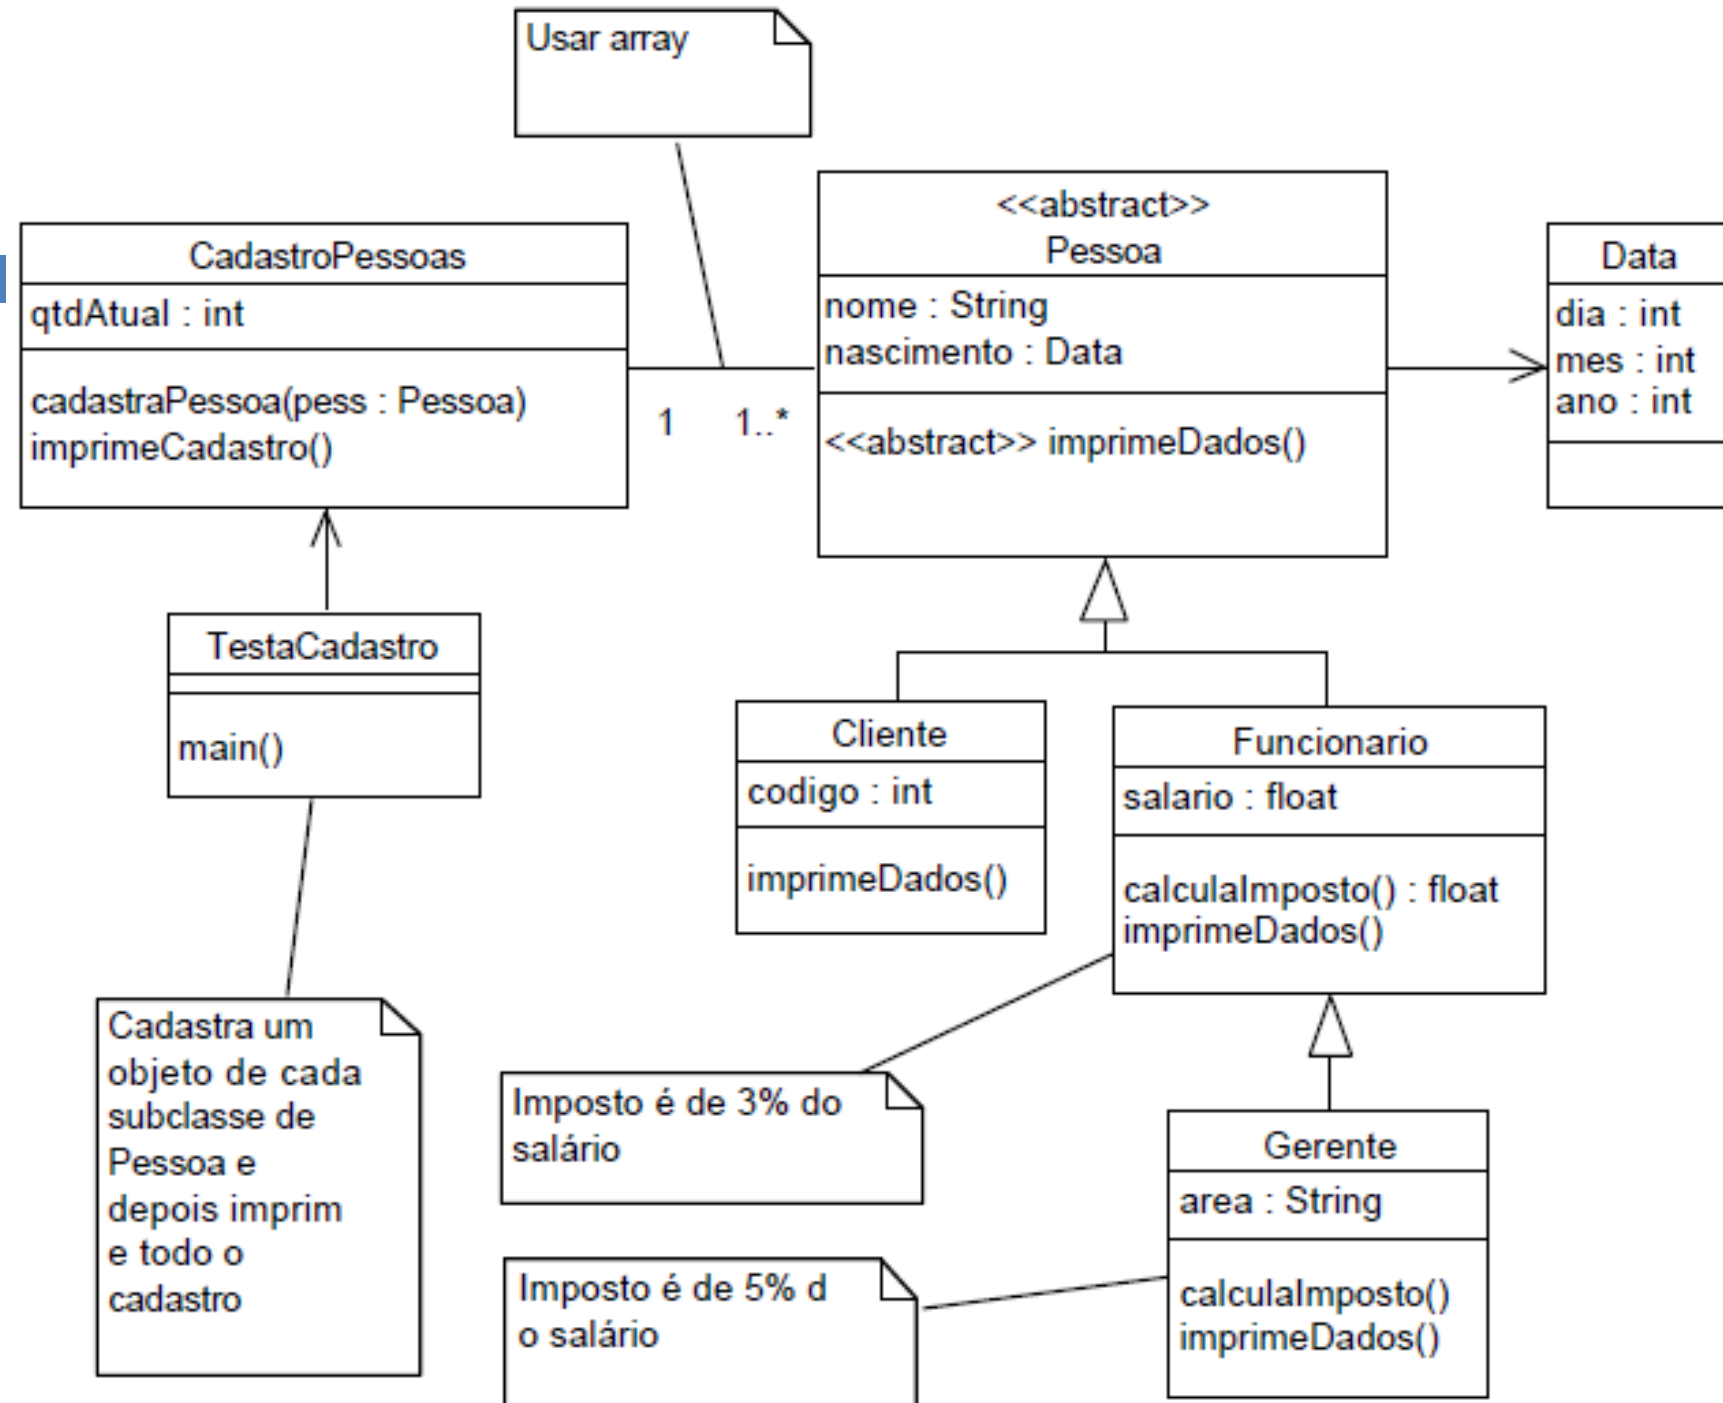 Usar array
CadastroPessoas
qtdAtual : int
cadastraPessoa(pess : Pessoa)
imprimeCadastro()
1
1..*
<<abstract>>
Pessoa
nome : String
nascimento : Data
<<abstract>> imprimeDados()
Data
dia : int
mes : int
ano : int
TestaCadastro
main()
Cliente
codigo : int
imprimeDados()
Funcionario
salario : float
calculaImposto() : float
imprimeDados()
Cadastra um
objeto de cada
subclasse de
Pessoa e
depois imprim
e todo o
cadastro
Imposto é de 3% do
salário
Imposto é de 5% d
o salário
Gerente
area : String
calculaImposto()
imprimeDados()